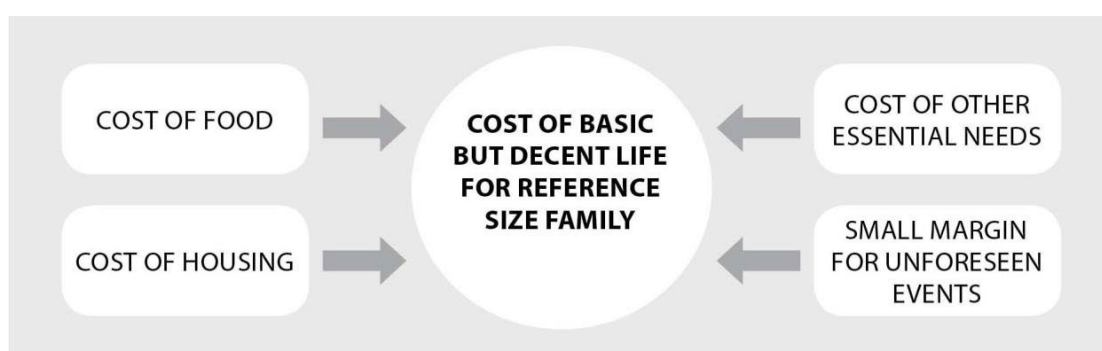 COST OF FOOD
COST OF HOUSING
COST OF BASIC
BUT DECENT LIFE
FOR REFERENCE
SIZE FAMILY
COST OF OTHER
ESSENTIAL NEEDS
SMALL MARGIN
FOR UNFORESEEN
EVENTS